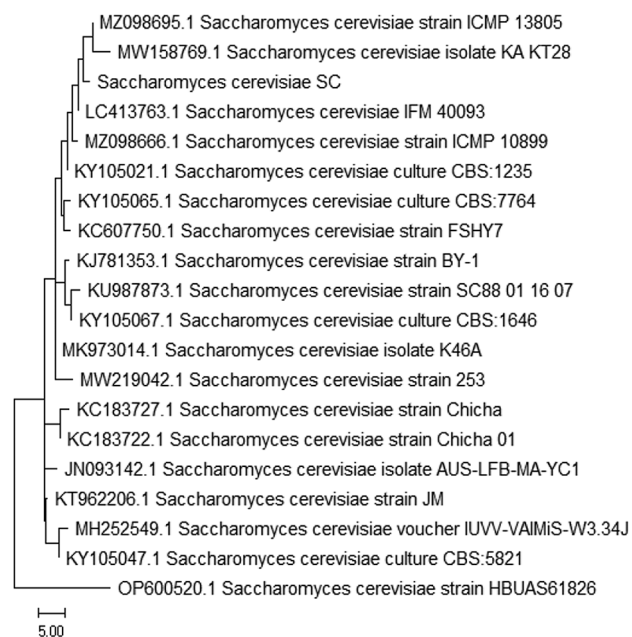 MZ098695.1 Saccharomyces cerevisiae strain ICMP 13805
MW158769.1 Saccharomyces cerevisiae isolate KA KT28
Saccharomyces cerevisiae SC
LC413763.1 Saccharomyces cerevisiae IFM 40093
MZ098666.1 Saccharomyces cerevisiae strain ICMP 10899
KY105021.1 Saccharomyces cerevisiae culture CBS:1235
KY105065.1 Saccharomyces cerevisiae culture CBS:7764
KC607750.1 Saccharomyces cerevisiae strain FSHY7
KJ781353.1 Saccharomyces cerevisiae strain BY-1
KU987873.1 Saccharomyces cerevisiae strain SC88 01 16 07
KY105067.1 Saccharomyces cerevisiae culture CBS:1646
MK973014.1 Saccharomyces cerevisiae isolate K46A
MW219042.1 Saccharomyces cerevisiae strain 253
KC183727.1 Saccharomyces cerevisiae strain Chicha
KC183722.1 Saccharomyces cerevisiae strain Chicha 01
JN093142.1 Saccharomyces cerevisiae isolate AUS-LFB-MA-YC1
KT962206.1 Saccharomyces cerevisiae strain JM
MH252549.1 Saccharomyces cerevisiae voucher IUVV-VAIMiS-W3.34J
KY105047.1 Saccharomyces cerevisiae culture CBS:5821
OP600520.1 Saccharomyces cerevisiae strain HBUAS61826
5.00